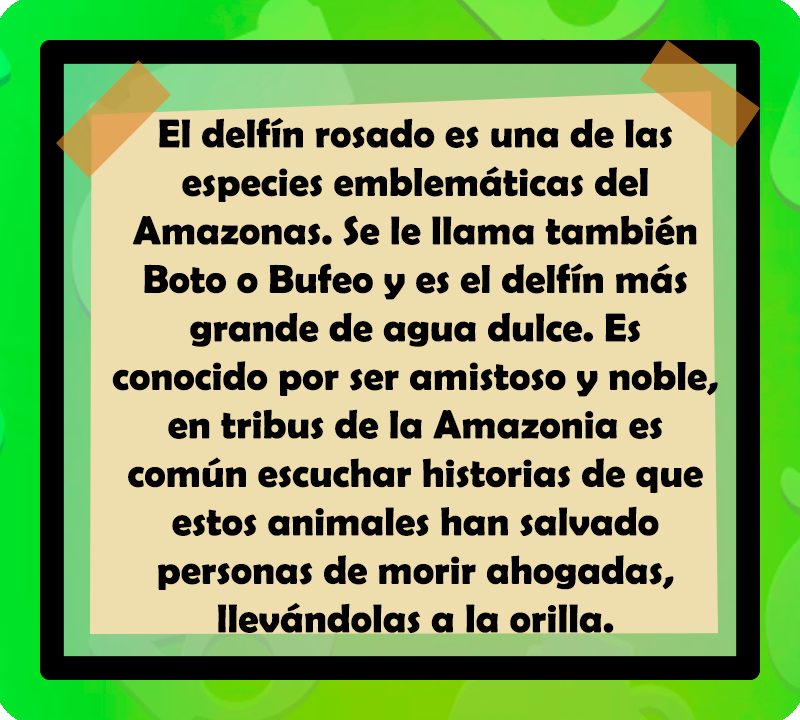 El delfín rosado es una de las
especies emblemáticas del
Amazonas. Se le llama también
Boto o Bufeo y es el delfín más
grande de agua dulce. Es
conocido por ser amistoso y noble,
en tribus de la Amazonia es
común escuchar historias de que
estos animales han salvado
personas de morir ahogadas,
llevándolas a la orilla.